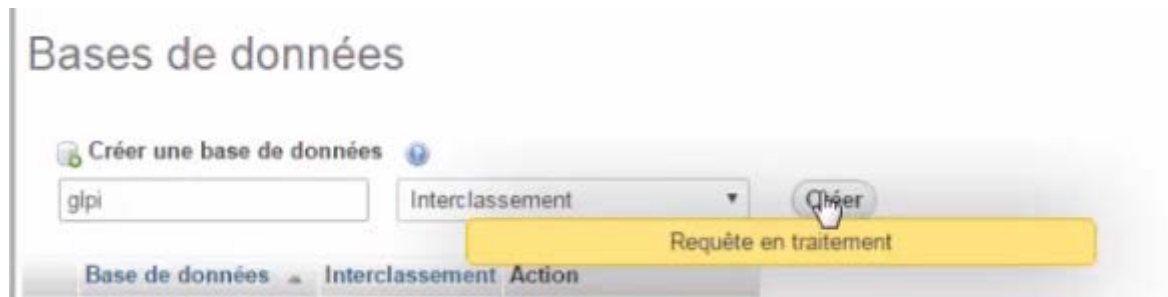 Bases de données
Créer une base de données
glpi Interclassement Créer
Requête en traitement
Base de données Interclassement Action